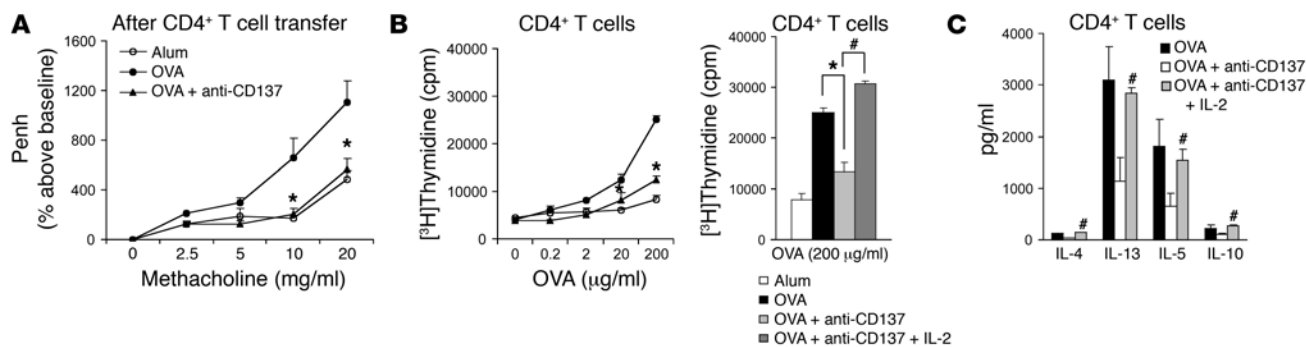 A
After CD4⁺ T cell transfer
Penh
(% above baseline)
1600
1200
800
400
0
Alum
OVA
OVA + anti-CD137
*
*
0 2.5 5 10 20
Methacholine (mg/ml)
B
CD4⁺ T cells
[³H]Thymidine (cpm)
40000
30000
20000
10000
0
*
*
0 0.2 2 20 200
OVA (µg/ml)
CD4⁺ T cells
[³H]Thymidine (cpm)
40000
30000
20000
10000
0
#
*
OVA (200 µg/ml)
Alum
OVA
OVA + anti-CD137
OVA + anti-CD137 + IL-2
C
CD4⁺ T cells
pg/ml
4000
3000
2000
1000
0
OVA
OVA + anti-CD137
OVA + anti-CD137
+ IL-2
#
#
#
#
IL-4 IL-13 IL-5 IL-10